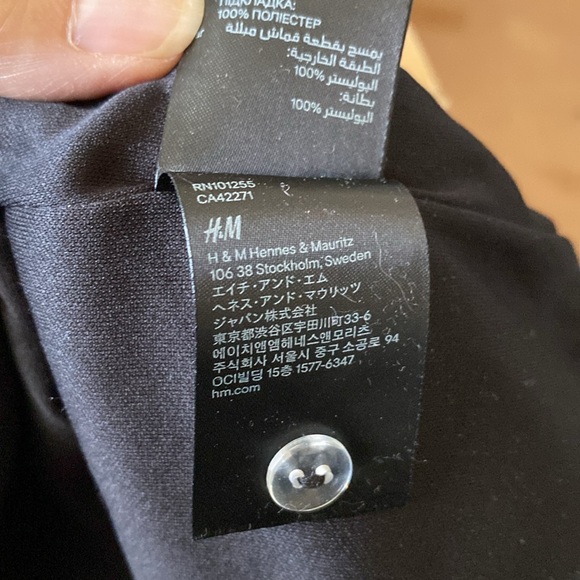 ПІДКЛАДКА:
100% ПОЛІЕСТЕР
يمسح بقطعة قماش مبللة
الطبقة الخارجية:
البوليستر 100%
بطانة:
البوليستر 100%
RN101255
CA42271
H&M
H & M Hennes & Mauritz
106 38 Stockholm, Sweden
エイチ・アンド・エム
ヘネス・アンド・マウリッツ
ジャパン株式会社
東京都渋谷区宇田川町33-6
에이치앤엠헤네스앤모리츠
주식회사 서울시 중구 소공로 94
OCI빌딩 15층 1577-6347
hm.com